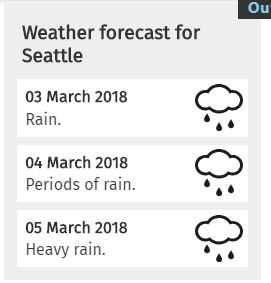 Ou
Weather forecast for
Seattle
03 March 2018
Rain.
04 March 2018
Periods of rain.
05 March 2018
Heavy rain.